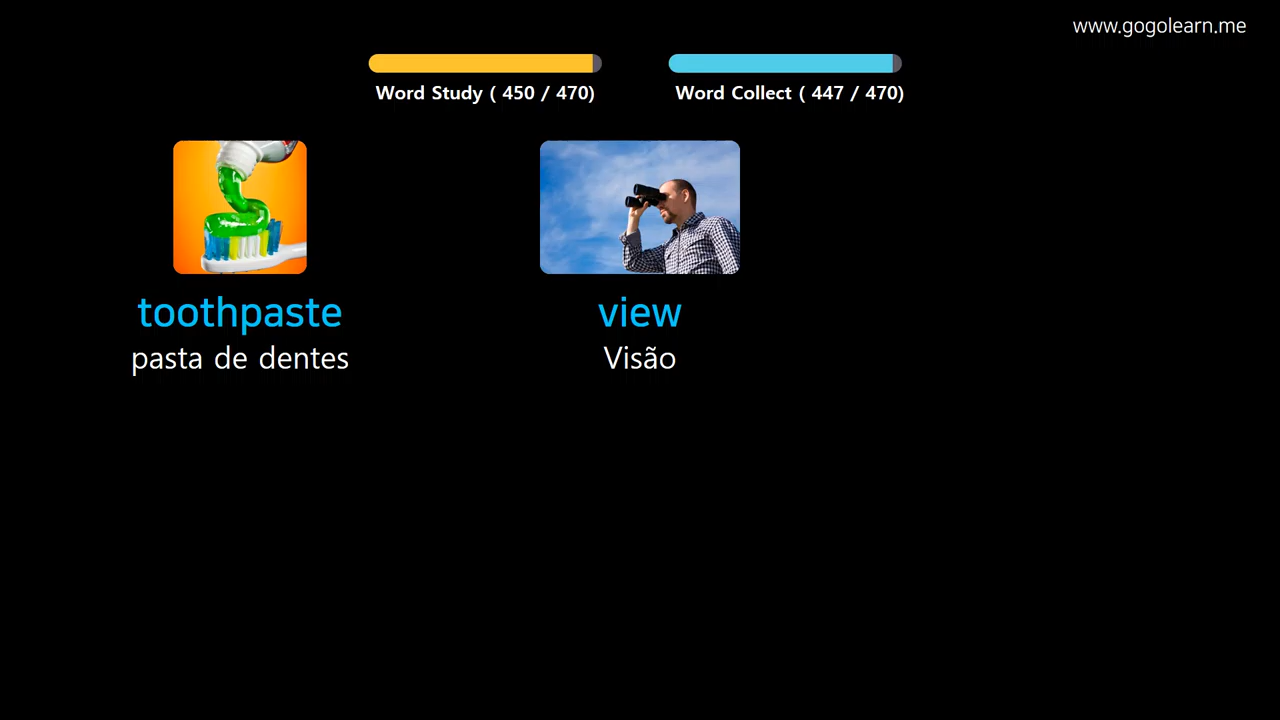 www.gogolearn.me
Word Study ( 450 / 470)
Word Collect ( 447 / 470)
toothpaste
pasta de dentes
view
Visão